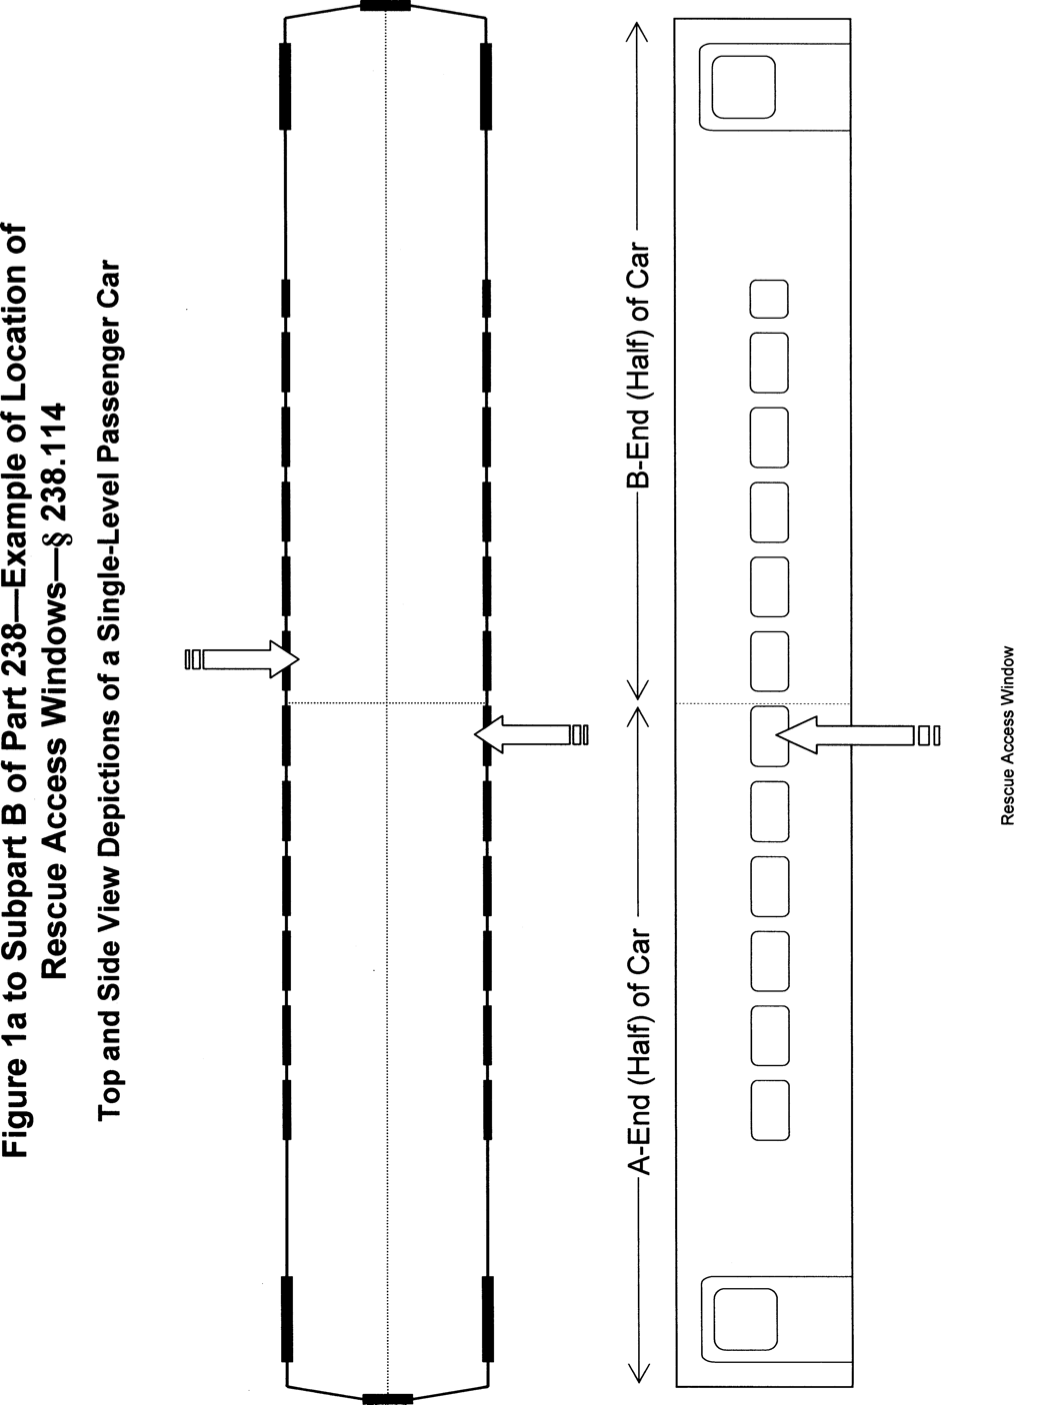 Figure 1a to Subpart B of Part 238—Example of Location of
Rescue Access Windows—§ 238.114
Top and Side View Depictions of a Single-Level Passenger Car
A-End (Half) of Car
B-End (Half) of Car
Rescue Access Window